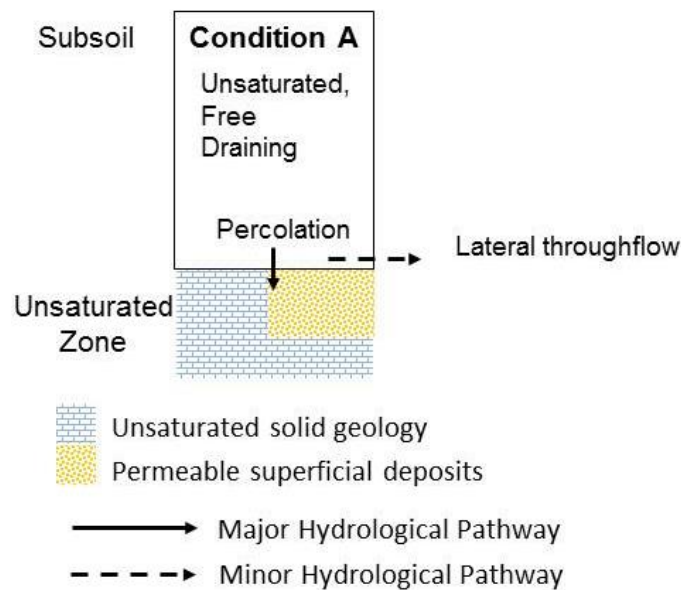 Subsoil
Condition A
Unsaturated,
Free
Draining
Percolation
Lateral throughflow
Unsaturated
Zone
Unsaturated solid geology
Permeable superficial deposits
Major Hydrological Pathway
Minor Hydrological Pathway